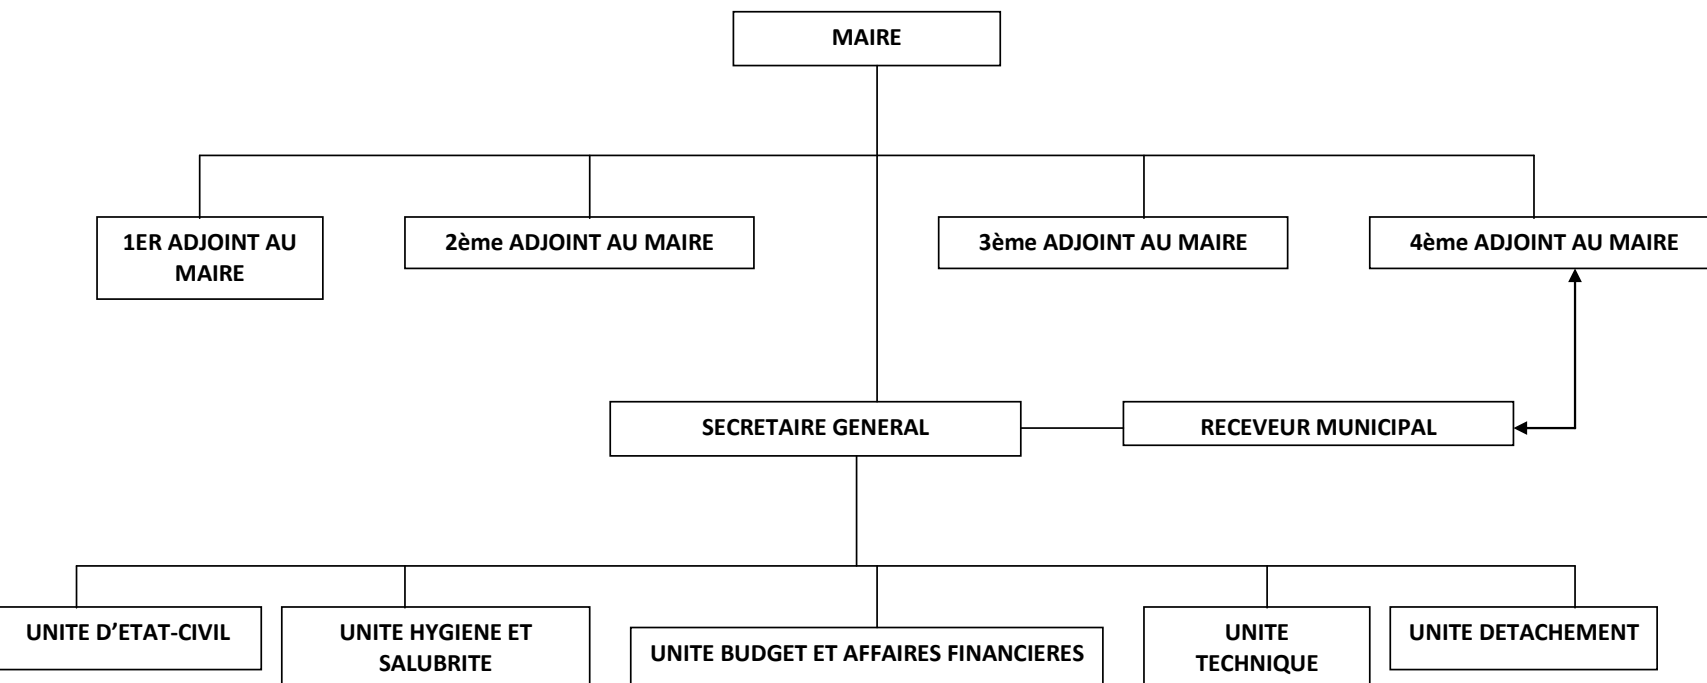 MAIRE
1ER ADJOINT AU
MAIRE
2ème ADJOINT AU MAIRE
3ème ADJOINT AU MAIRE
4ème ADJOINT AU MAIRE
SECRETAIRE GENERAL
RECEVEUR MUNICIPAL
UNITE D’ETAT-CIVIL
UNITE HYGIENE ET
SALUBRITE
UNITE BUDGET ET AFFAIRES FINANCIERES
UNITE
TECHNIQUE
UNITE DETACHEMENT